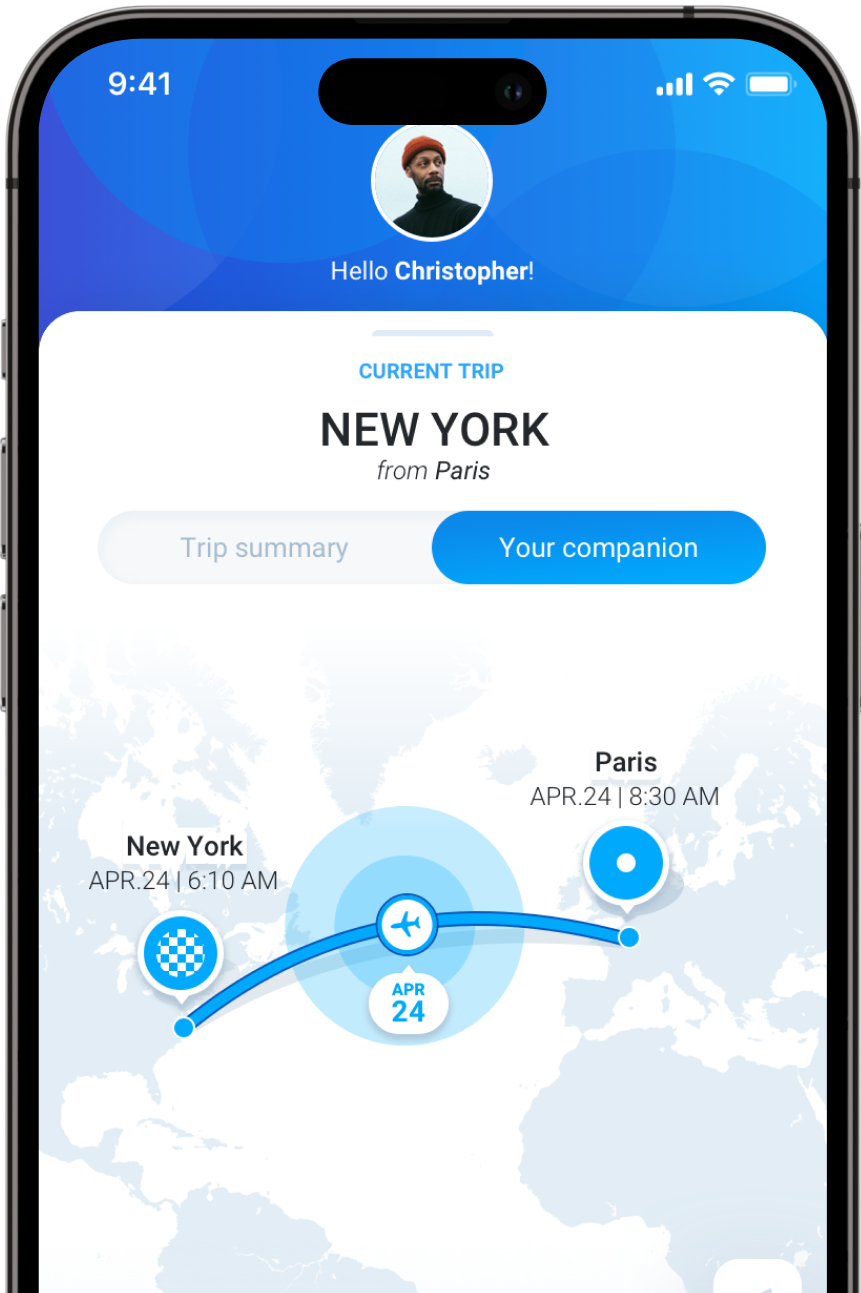 9:41
Hello Christopher!
CURRENT TRIP
NEW YORK
from Paris
Trip summary
Your companion
Paris
APR.24 | 8:30 AM
New York
APR.24 | 6:10 AM
APR
24